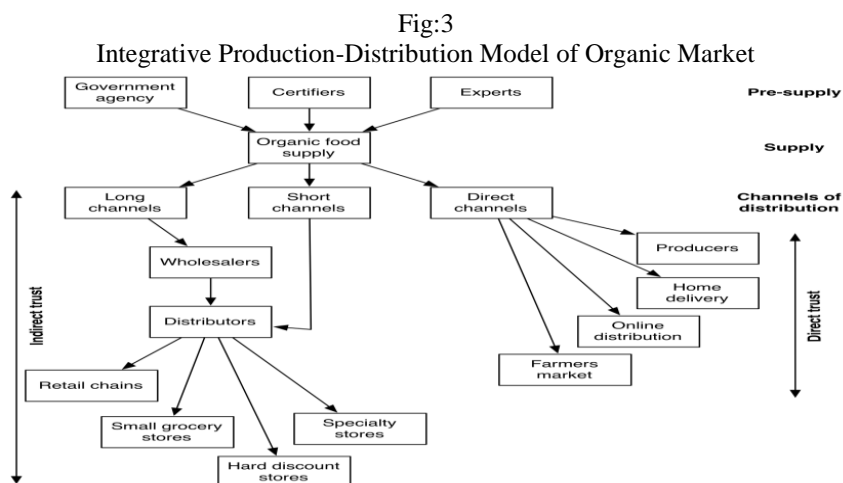 Fig:3
Integrative Production-Distribution Model of Organic Market
Government
agency
Certifiers
Experts
Pre-supply
Organic food
supply
Supply
Long
channels
Short
channels
Direct
channels
Channels of
distribution
Producers
Wholesalers
Home
delivery
Distributors
Online
distribution
Indirect trust
Direct trust
Farmers
market
Retail chains
Small grocery
stores
Specialty
stores
Hard discount
stores